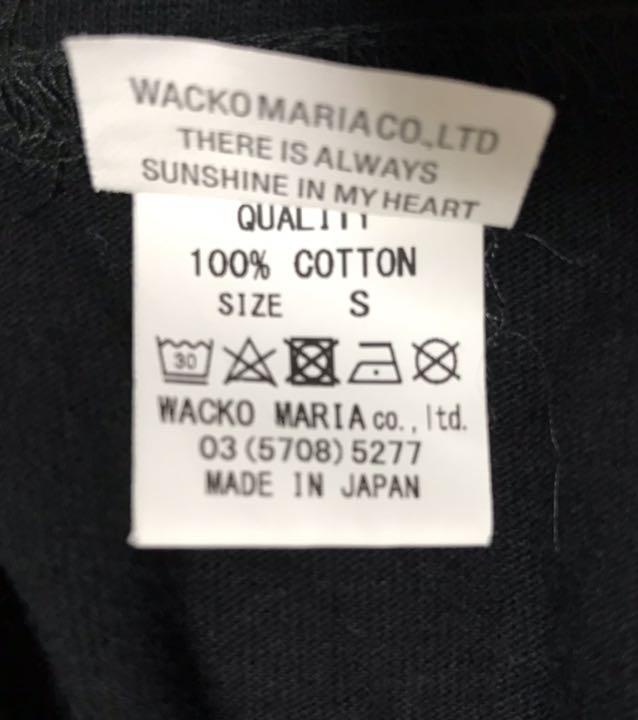 WACKO MARIA CO.,LTD
THERE IS ALWAYS
SUNSHINE IN MY HEART
QUALITY
100% COTTON
SIZE S
30
WACKO MARIA co., ltd.
03 (5708) 5277
MADE IN JAPAN